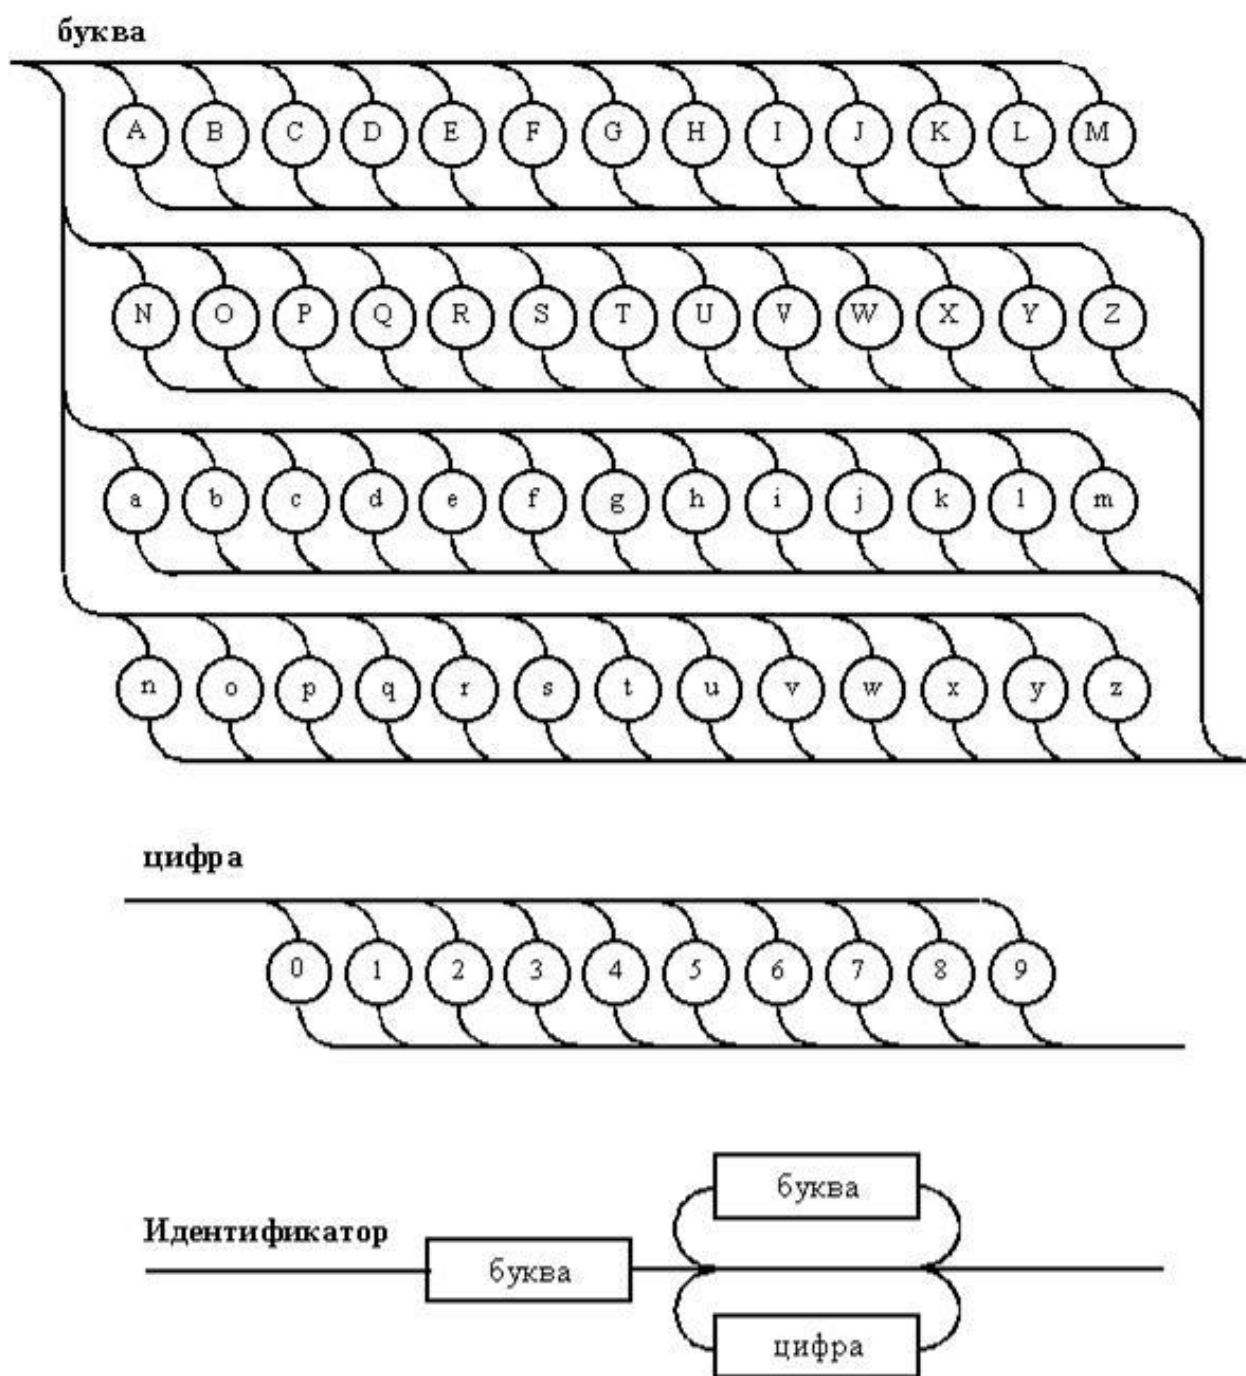 буква
A B C D E F G H I J K L M
N O P Q R S T U V W X Y Z
a b c d e f g h i j k l m
n o p q r s t u v w x y z
цифра
0 1 2 3 4 5 6 7 8 9
буква
Идентификатор
буква
цифра